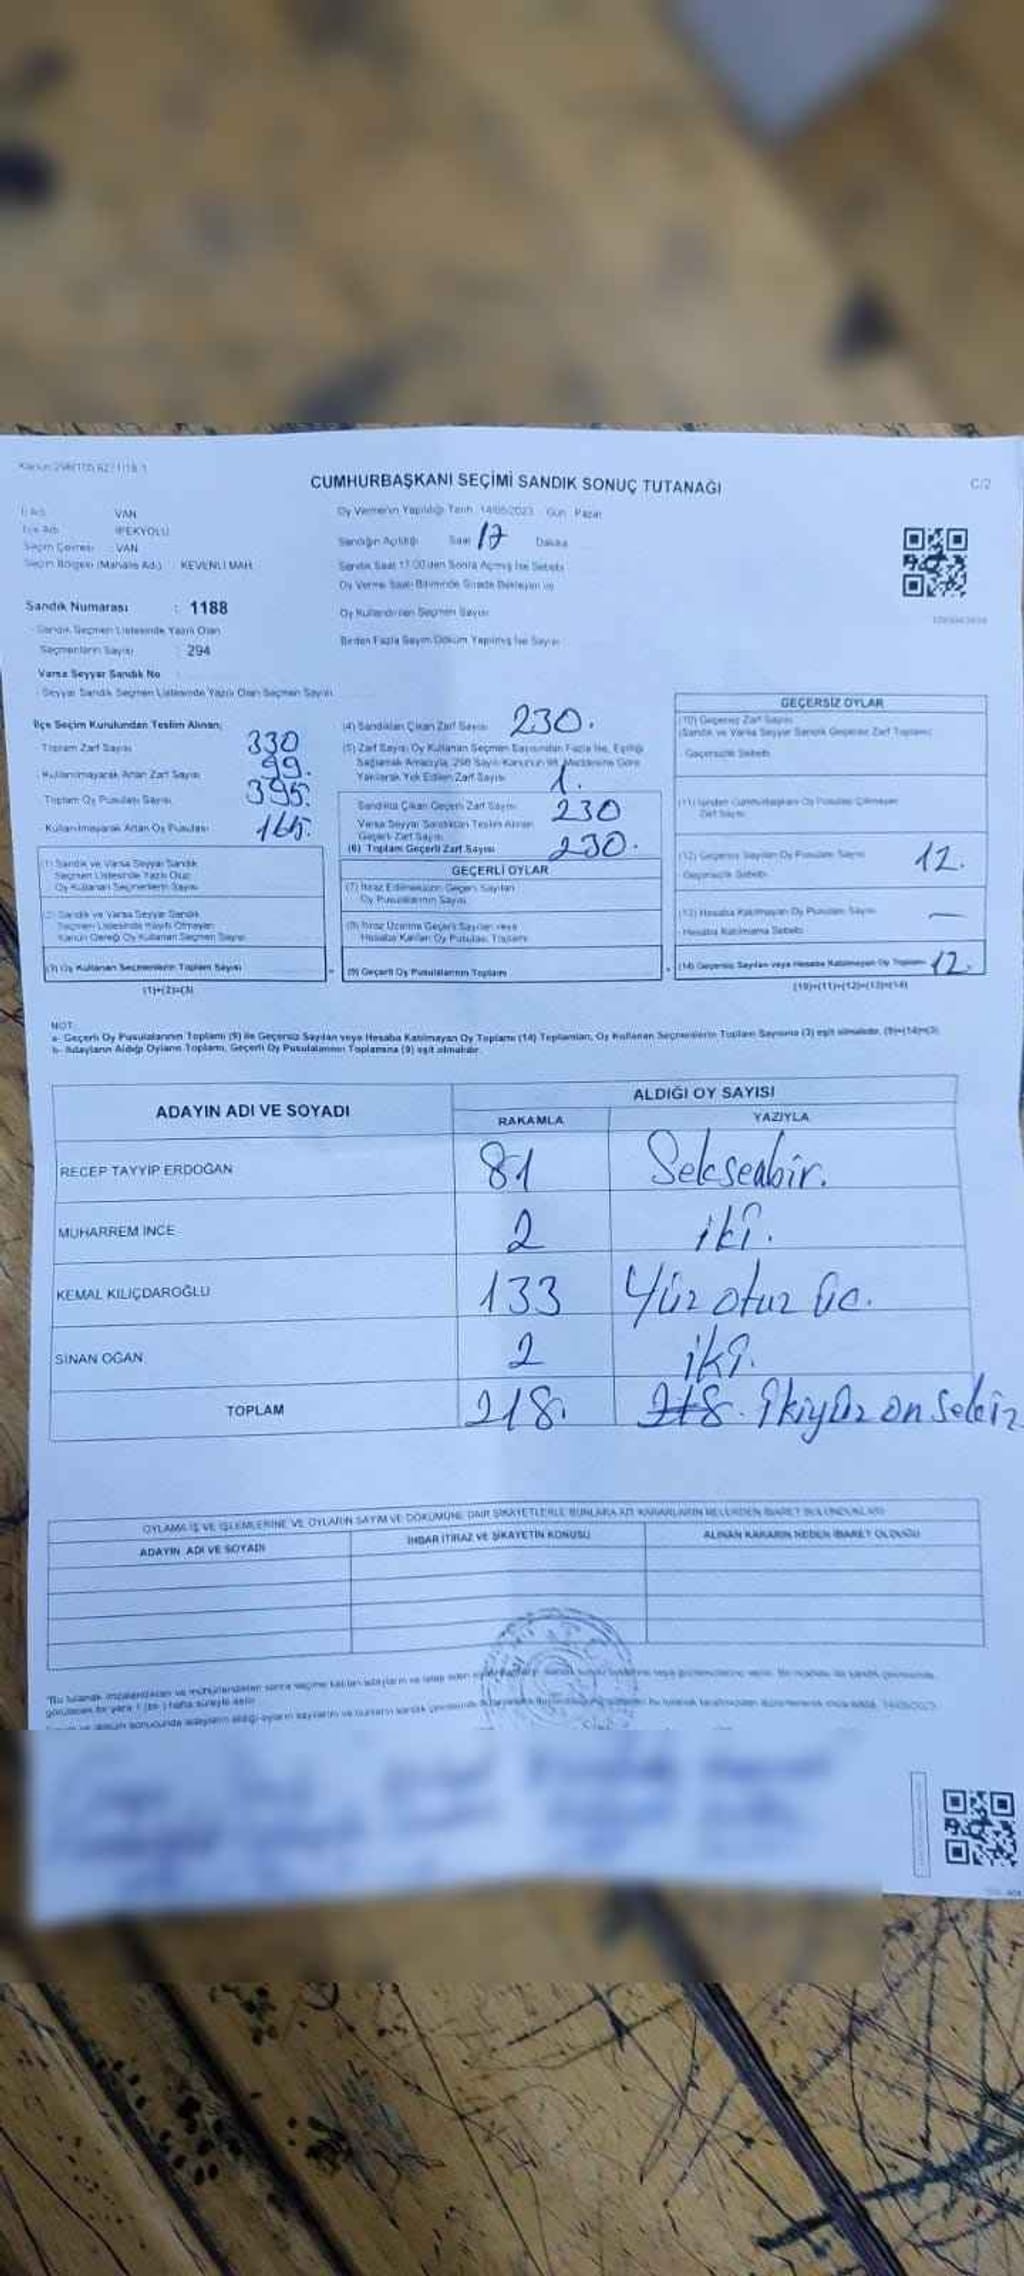 Kanun:298/105
CUMHURBAŞKANI SEÇİMİ SANDIK SONUÇ TUTANAĞI
C/2
İl Adı : VAN
İlçe Adı : İPEKYOLU
Seçim Çevresi : VAN
Seçim Bölgesi (Mahalle Adı) : KEVENLİ MAH.
Oy Vermenin Yapıldığı Tarih: 14/05/2023 Gün: Pazar
Sandığın Açıldığı Saat 17 Dakika
Sandık Saat 17:00'den Sonra Açılmış İse Sebebi
Oy Verme Saati Bitiminde Sırada Bekleyen ve
Oy Kullandırılan Seçmen Sayısı
Birden Fazla Sayım Döküm Yapılmış İse Sayısı
Sandık Numarası : 1188
Sandık Seçmen Listesinde Yazılı Olan
Seçmenlerin Sayısı : 294
Varsa Seyyar Sandık No
Seyyar Sandık Seçmen Listesinde Yazılı Olan Seçmen Sayısı
İlçe Seçim Kurulundan Teslim Alınan;
Toplam Zarf Sayısı 330
Kullanılmayarak Artan Zarf Sayısı 99.
Toplam Oy Pusulası Sayısı 395.
Kullanılmayarak Artan Oy Pusulası 165.
(1) Sandık ve Varsa Seyyar Sandık
Seçmen Listesinde Yazılı Olup
Oy Kullanan Seçmenlerin Sayısı
(2) Sandık ve Varsa Seyyar Sandık
Seçmen Listesinde Kayıtlı Olmayan
Kanun Gereği Oy Kullanan Seçmen Sayısı
(3) Oy Kullanan Seçmenlerin Toplam Sayısı
(1)+(2)=(3)
(4) Sandıktan Çıkan Zarf Sayısı 230.
(5) Zarf Sayısı Oy Kullanan Seçmen Sayısından Fazla İse, Eşitliği
Sağlamak Amacıyla, 298 Sayılı Kanunun 98. Maddesine Göre
Yakılarak Yok Edilen Zarf Sayısı 1.
Sandıkta Çıkan Geçerli Zarf Sayısı 230
Varsa Seyyar Sandıktan Teslim Alınan
Geçerli Zarf Sayısı
(6) Toplam Geçerli Zarf Sayısı 230.
GEÇERLİ OYLAR
(7) İtiraz Edilmeksizin Geçerli Sayılan
Oy Pusulalarının Sayısı
(8) İtiraz Üzerine Geçerli Sayılan veya
Hesaba Katılan Oy Pusulası Toplamı
(9) Geçerli Oy Pusulalarının Toplamı
GEÇERSİZ OYLAR
(10) Geçersiz Zarf Sayısı
(Sandık ve Varsa Seyyar Sandık Geçersiz Zarf Toplamı)
Geçersizlik Sebebi
Zarf Sayısı
(12) Geçersiz Sayılan Oy Pusulası Sayısı 12.
Geçersizlik Sebebi
(13) Hesaba Katılmayan Oy Pusulası Sayısı —
Hesaba Katılmama Sebebi
(14) Geçersiz Sayılan veya Hesaba Katılmayan Oy Toplamı 12.
(10)+(11)+(12)+(13)=(14)
NOT:
a- Geçerli Oy Pusulalarının Toplamı (9) ile Geçersiz Sayılan veya Hesaba Katılmayan Oy Toplamı (14) Toplamları, Oy Kullanan Seçmenlerin Toplam Sayısına (3) eşit olmalıdır. (9)+(14)=(3)
b- Adayların Aldığı Oyların Toplamı, Geçerli Oy Pusulalarının Toplamına (9) eşit olmalıdır.
ADAYIN ADI VE SOYADI
ALDIĞI OY SAYISI
RAKAMLA YAZIYLA
RECEP TAYYİP ERDOĞAN 81 Seksenbir.
MUHARREM İNCE 2 iki.
KEMAL KILIÇDAROĞLU 133 Yüz otuz üç.
SİNAN OĞAN 2 iki.
TOPLAM 218. 218. ikiyüz on sekiz
OYLAMA İŞ VE İŞLEMLERİNE VE OYLARIN SAYIM VE DÖKÜMÜNE DAİR ŞİKAYETLERLE BUNLARA AİT KARARLARIN NELERDEN İBARET BULUNDUKLARI
ADAYIN ADI VE SOYADI
İHBAR İTİRAZ VE ŞİKAYETİN KONUSU
ALINAN KARARIN NEDEN İBARET OLDUĞU